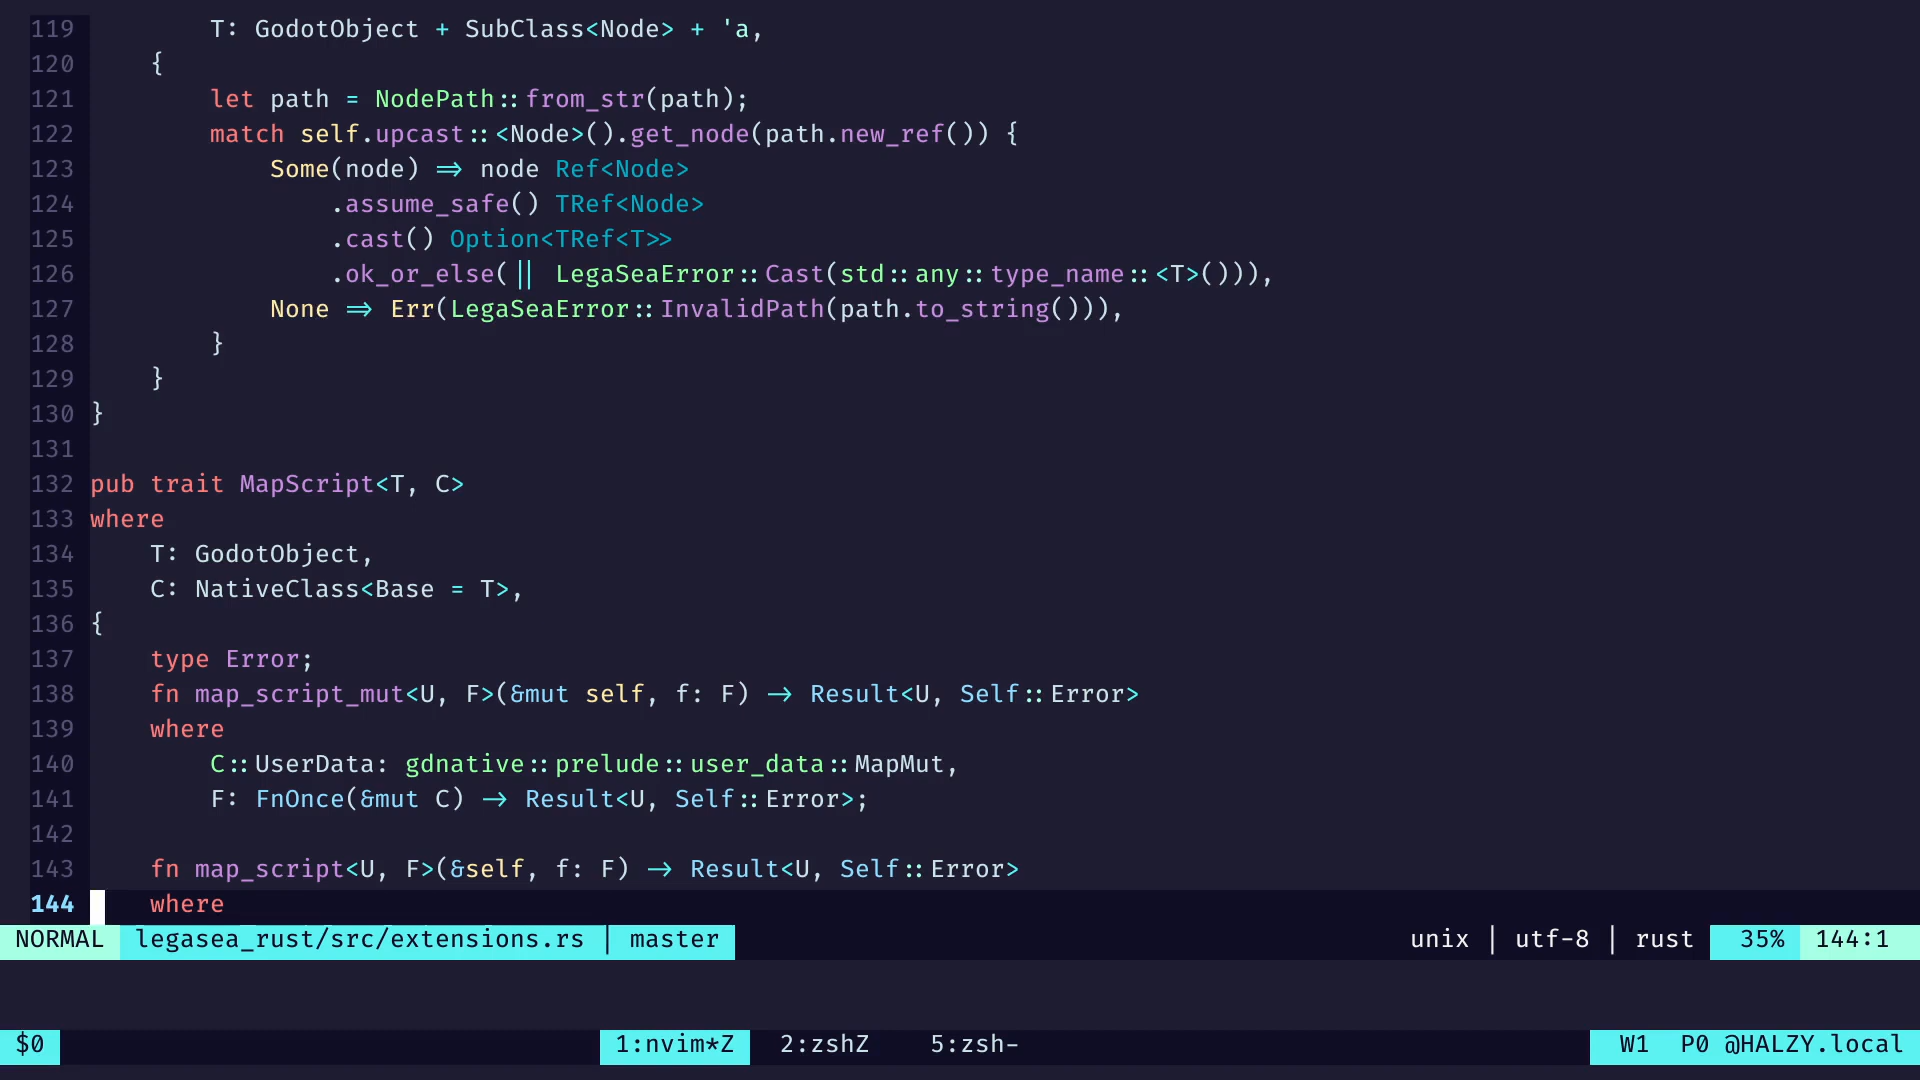 119         T: GodotObject + SubClass<Node> + 'a,
120     {
121         let path = NodePath::from_str(path);
122         match self.upcast::<Node>().get_node(path.new_ref()) {
123             Some(node) => node Ref<Node>
124                 .assume_safe() TRef<Node>
125                 .cast() Option<TRef<T>>
126                 .ok_or_else(|| LegaSeaError::Cast(std::any::type_name::<T>())),
127             None => Err(LegaSeaError::InvalidPath(path.to_string())),
128         }
129     }
130 }
131
132 pub trait MapScript<T, C>
133 where
134     T: GodotObject,
135     C: NativeClass<Base = T>,
136 {
137     type Error;
138     fn map_script_mut<U, F>(&mut self, f: F) -> Result<U, Self::Error>
139     where
140         C::UserData: gdnative::prelude::user_data::MapMut,
141         F: FnOnce(&mut C) -> Result<U, Self::Error>;
142
143     fn map_script<U, F>(&self, f: F) -> Result<U, Self::Error>
144     where
NORMAL legasea_rust/src/extensions.rs | master unix | utf-8 | rust 35% 144:1
$0 1:nvim*Z 2:zshZ 5:zsh- W1 P0 @HALZY.local